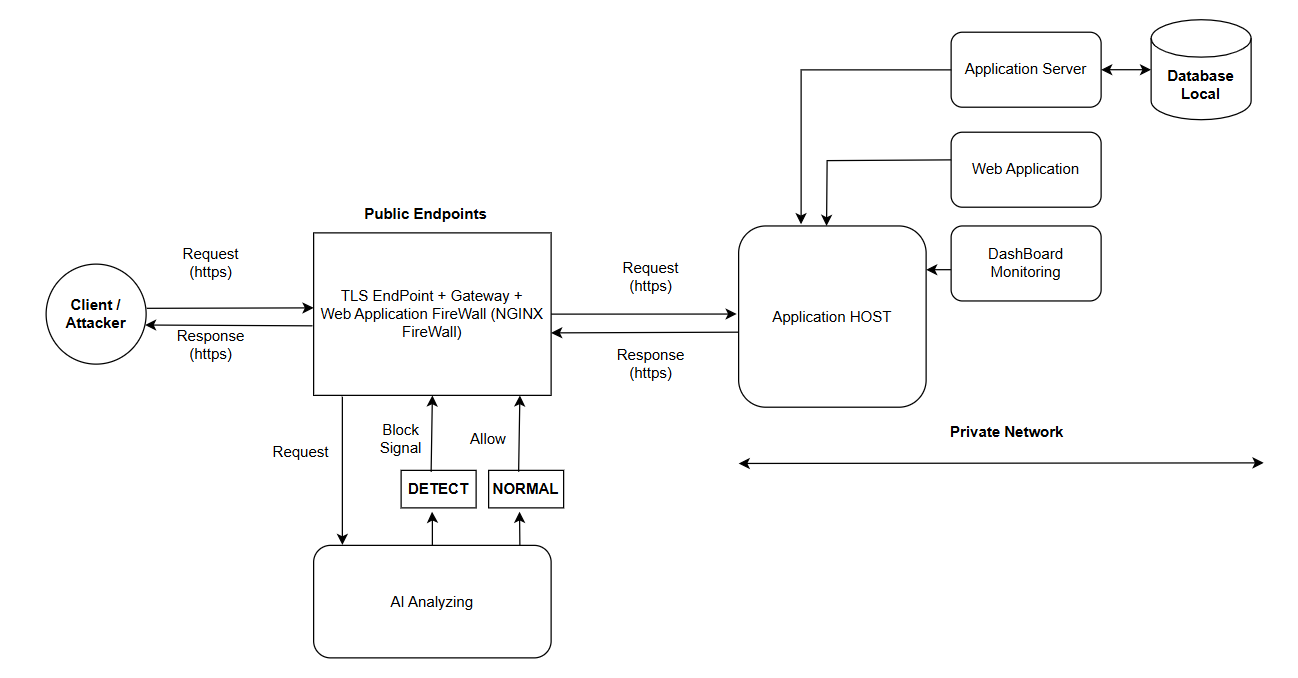 Application Server
Database
Local
Web Application
Public Endpoints
Request
(https)
DashBoard
Monitoring
Request
(https)
TLS EndPoint + Gateway +
Web Application FireWall (NGINX
FireWall)
Client /
Attacker
Application HOST
Response
(https)
Response
(https)
Block
Signal
Allow
Private Network
Request
DETECT
NORMAL
AI Analyzing